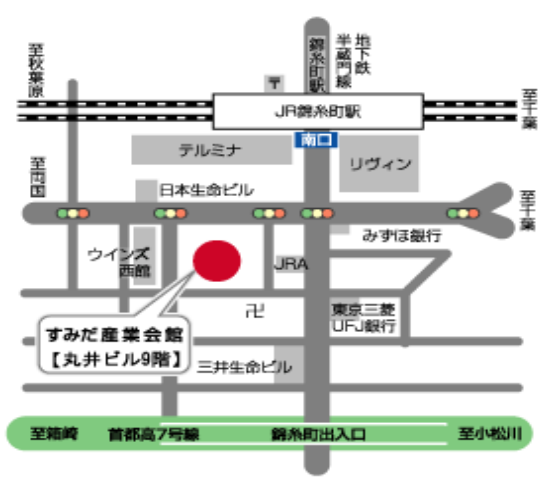 至秋葉原
錦糸町駅
地下鉄
半蔵門線
〒
JR錦糸町駅
至千葉
南口
テルミナ
リヴィン
至両国
日本生命ビル
至千葉
みずほ銀行
ウインズ
西館
JRA
卍
東京三菱
UFJ銀行
すみだ産業会館
【丸井ビル9階】
三井生命ビル
至箱崎
首都高7号線
錦糸町出入口
至小松川